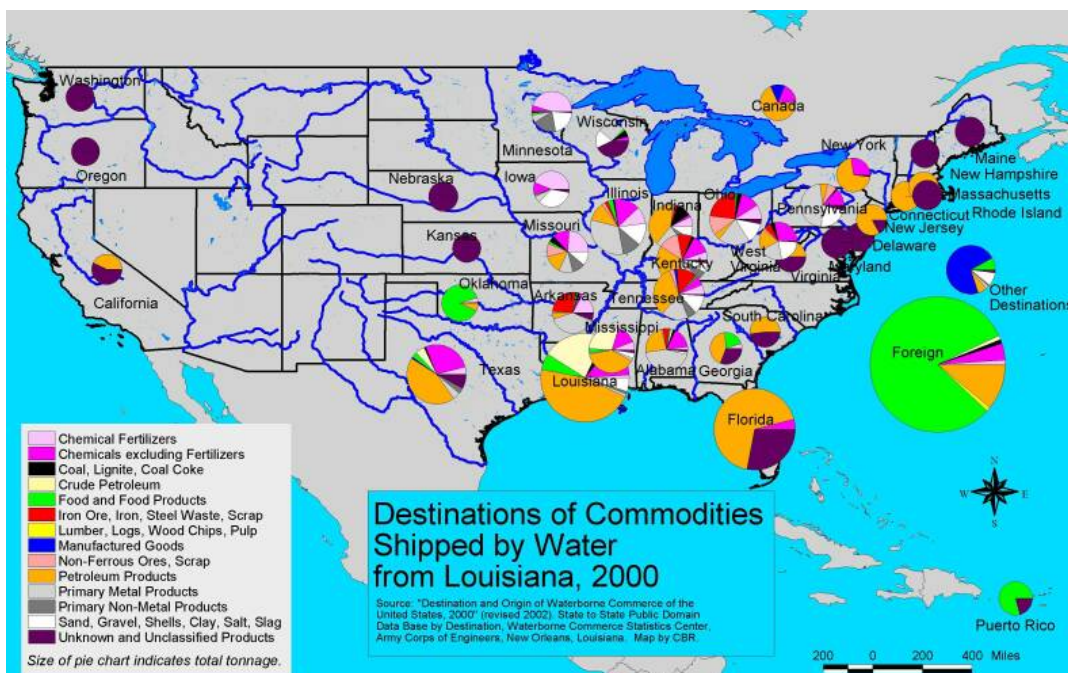 Washington
Oregon
California
Nebraska
Kansas
Oklahoma
Texas
Minnesota
Wisconsin
Iowa
Missouri
Illinois
Indiana
Ohio
Arkansas
Kentucky
Tennessee
Mississippi
Louisiana
Alabama
Georgia
Florida
South Carolina
West
Virginia
Virginia
Maryland
Delaware
Pennsylvania
New York
New Jersey
Connecticut
Rhode Island
Massachusetts
New Hampshire
Maine
Canada
Other
Destinations
Foreign
Puerto Rico
N
W
E
S
Chemical Fertilizers
Chemicals excluding Fertilizers
Coal, Lignite, Coal Coke
Crude Petroleum
Food and Food Products
Iron Ore, Iron, Steel Waste, Scrap
Lumber, Logs, Wood Chips, Pulp
Manufactured Goods
Non-Ferrous Ores, Scrap
Petroleum Products
Primary Metal Products
Primary Non-Metal Products
Sand, Gravel, Shells, Clay, Salt, Slag
Unknown and Unclassified Products
Size of pie chart indicates total tonnage.
Destinations of Commodities
Shipped by Water
from Louisiana, 2000
Source: "Destination and Origin of Waterborne Commerce of the
United States, 2000" (revised 2002). State to State Public Domain
Data Base by Destination, Waterborne Commerce Statistics Center,
Army Corps of Engineers, New Orleans, Louisiana. Map by CBR.
200 0 200 400 Miles